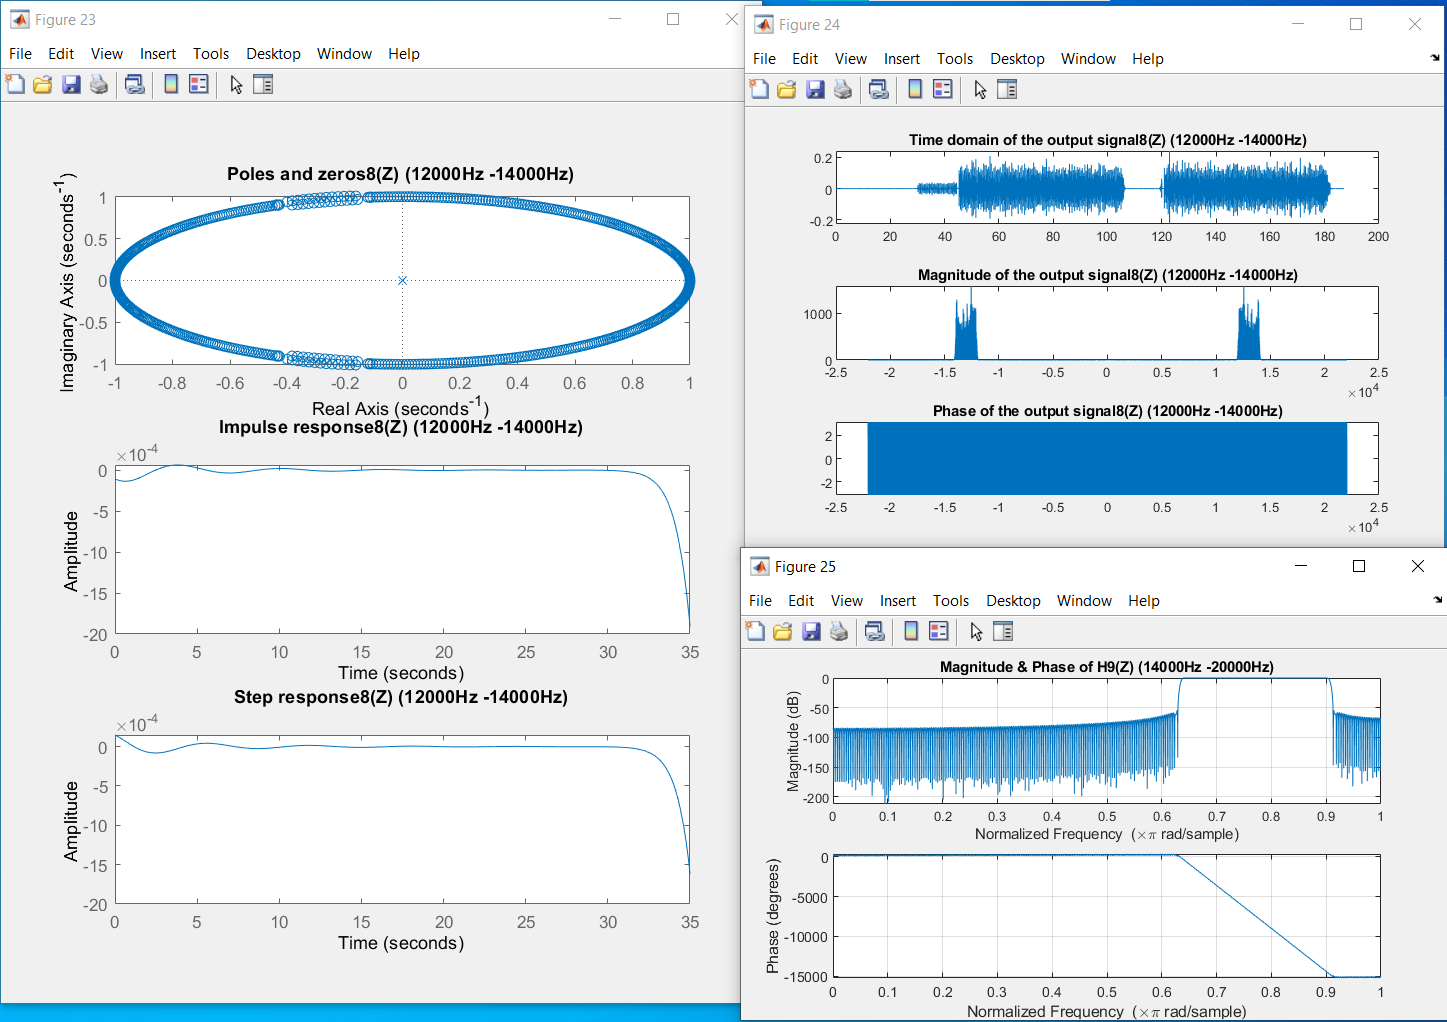 Figure 23
File Edit View Insert Tools Desktop Window Help
Poles and zeros8(Z) (12000Hz -14000Hz)
Imaginary Axis (seconds-1)
1
0.5
0
-0.5
-1
-1 -0.8 -0.6 -0.4 -0.2 0 0.2 0.4 0.6 0.8 1
Real Axis (seconds-1)
Impulse response8(Z) (12000Hz -14000Hz)
×10-4
Amplitude
0
-5
-10
-15
-20
0 5 10 15 20 25 30 35
Time (seconds)
Step response8(Z) (12000Hz -14000Hz)
×10-4
Amplitude
0
-5
-10
-15
-20
0 5 10 15 20 25 30 35
Time (seconds)
Figure 24
File Edit View Insert Tools Desktop Window Help
Time domain of the output signal8(Z) (12000Hz -14000Hz)
0.2
0
-0.2
0 20 40 60 80 100 120 140 160 180 200
Magnitude of the output signal8(Z) (12000Hz -14000Hz)
1000
0
-2.5 -2 -1.5 -1 -0.5 0 0.5 1 1.5 2 2.5
×104
Phase of the output signal8(Z) (12000Hz -14000Hz)
2
0
-2
-2.5 -2 -1.5 -1 -0.5 0 0.5 1 1.5 2 2.5
×104
Figure 25
File Edit View Insert Tools Desktop Window Help
Magnitude & Phase of H9(Z) (14000Hz -20000Hz)
Magnitude (dB)
0
-50
-100
-150
-200
0 0.1 0.2 0.3 0.4 0.5 0.6 0.7 0.8 0.9 1
Normalized Frequency (×π rad/sample)
Phase (degrees)
0
-5000
-10000
-15000
0 0.1 0.2 0.3 0.4 0.5 0.6 0.7 0.8 0.9 1
Normalized Frequency (×π rad/sample)